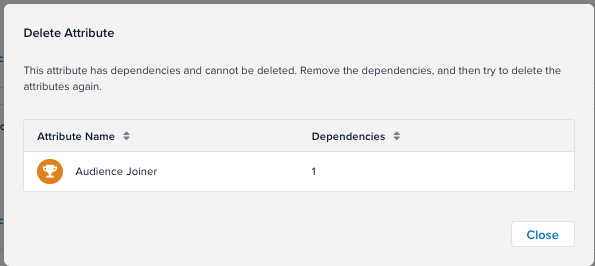 Delete Attribute
This attribute has dependencies and cannot be deleted. Remove the dependencies, and then try to delete the
attributes again.
Attribute Name Dependencies
Audience Joiner 1
Close